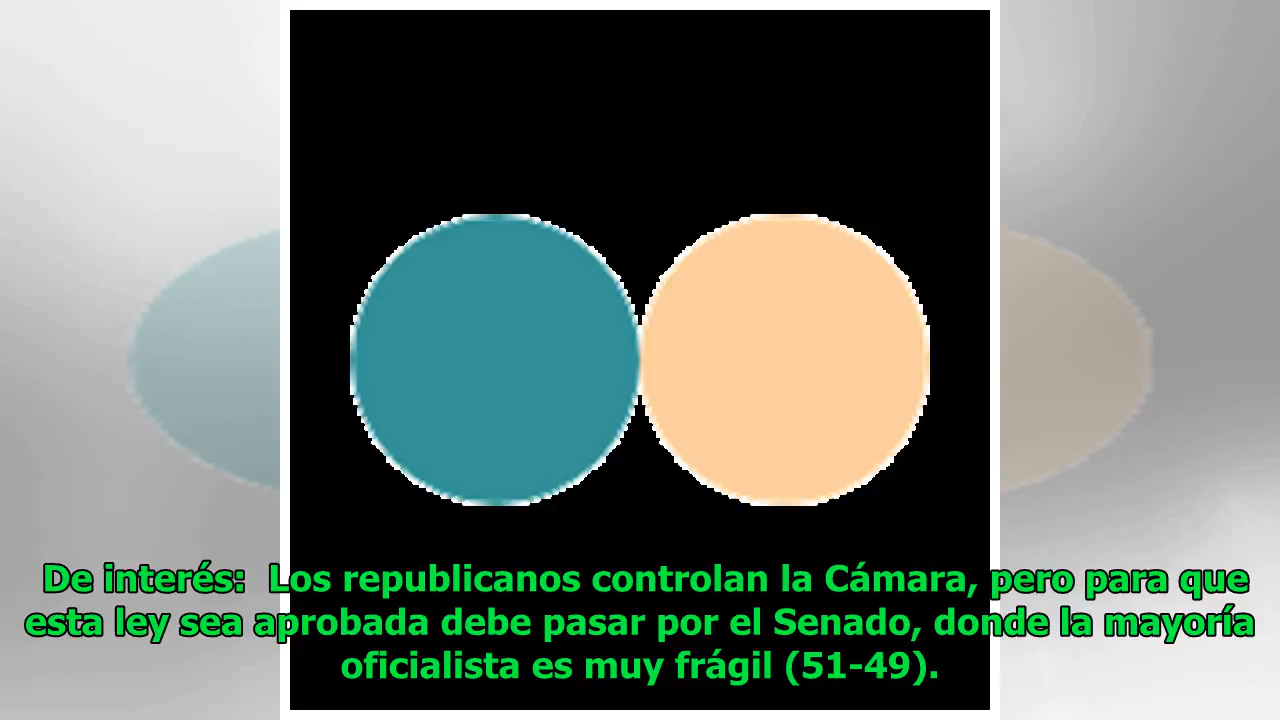 De interés:  Los republicanos controlan la Cámara, pero para que
esta ley sea aprobada debe pasar por el Senado, donde la mayoría
oficialista es muy frágil (51-49).